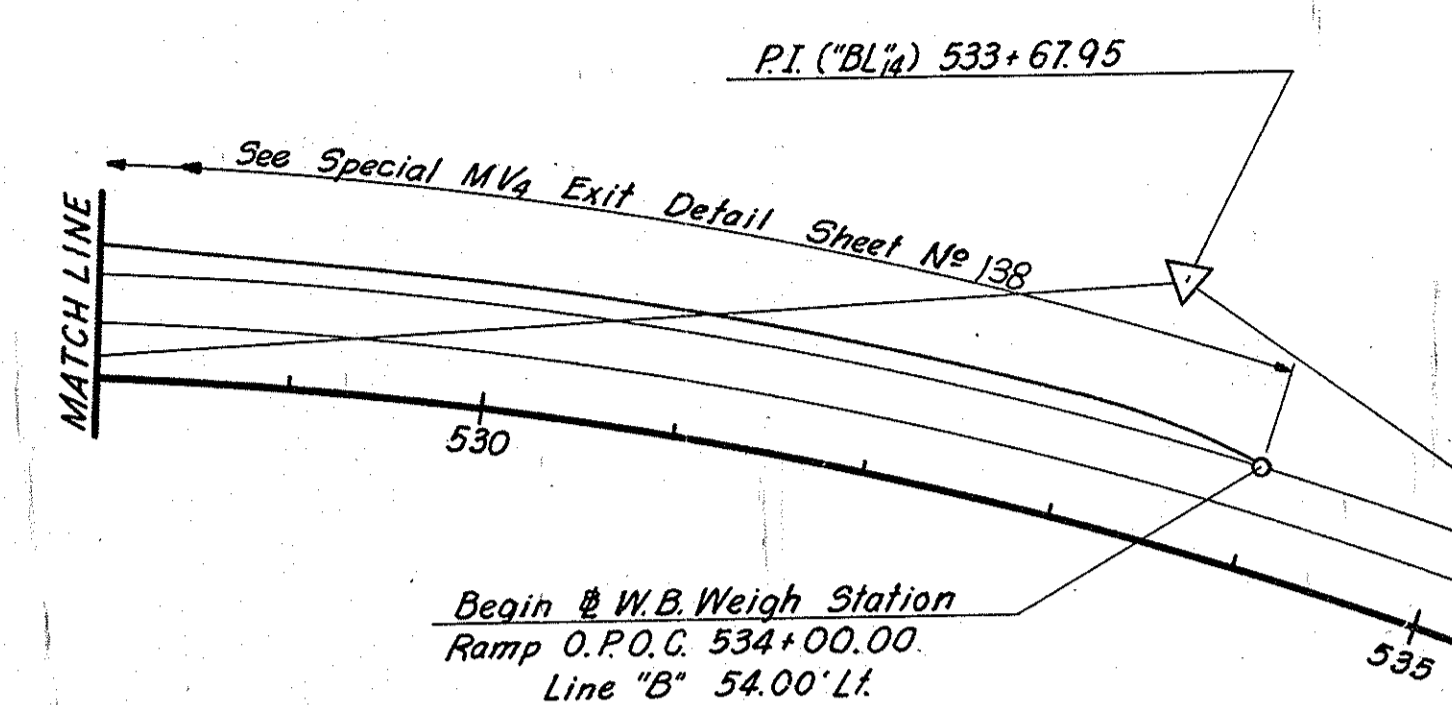 P.I. ("BL"14) 533+67.95
See Special MV4 Exit Detail Sheet Nº 138
MATCH LINE
530
535
Begin ⅊ W.B. Weigh Station
Ramp O.P.O.C. 534+00.00
Line "B" 54.00' Lt.